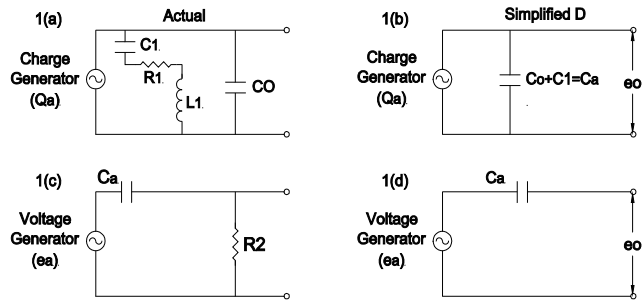 1(a)
Actual
C1
R1
L1
CO
Charge
Generator
(Qa)
1(b)
Simplified D
Charge
Generator
(Qa)
Co+C1=Ca
eo
1(c)
Ca
Voltage
Generator
(ea)
R2
1(d)
Ca
Voltage
Generator
(ea)
eo